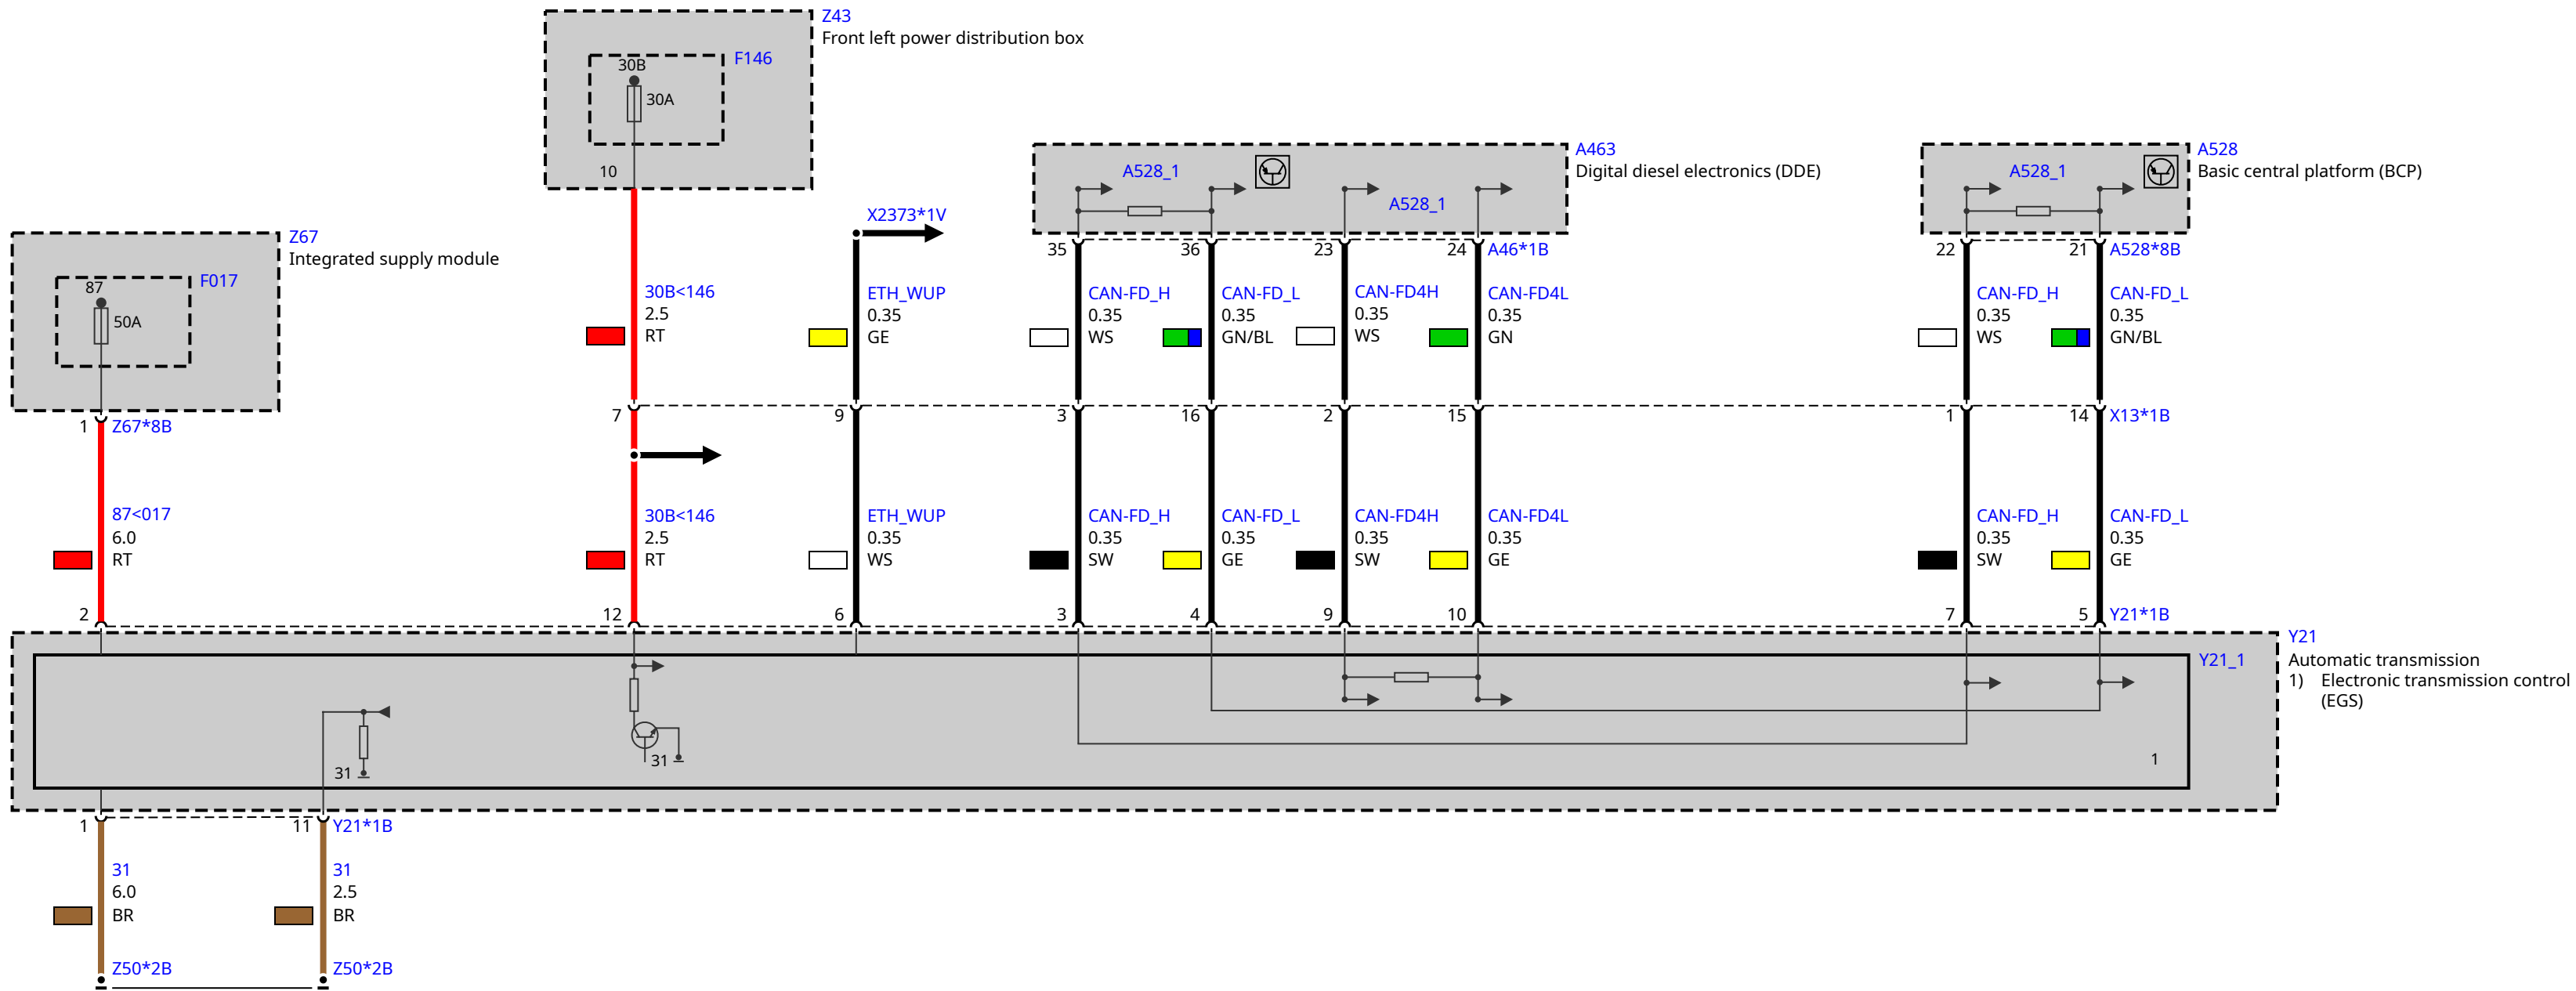 Z43
Front left power distribution box
F146
30B
30A
10
A463
Digital diesel electronics (DDE)
A528_1
A528_1
A528
Basic central platform (BCP)
A528_1
X2373*1V
Z67
Integrated supply module
F017
87
50A
35
36
23
24
A46*1B
22
21
A528*8B
30B<146
2.5
RT
ETH_WUP
0.35
GE
CAN-FD_H
0.35
WS
CAN-FD_L
0.35
GN/BL
CAN-FD4H
0.35
WS
CAN-FD4L
0.35
GN
CAN-FD_H
0.35
WS
CAN-FD_L
0.35
GN/BL
1
Z67*8B
7
9
3
16
2
15
1
14
X13*1B
87<017
6.0
RT
30B<146
2.5
RT
ETH_WUP
0.35
WS
CAN-FD_H
0.35
SW
CAN-FD_L
0.35
GE
CAN-FD4H
0.35
SW
CAN-FD4L
0.35
GE
CAN-FD_H
0.35
SW
CAN-FD_L
0.35
GE
2
12
6
3
4
9
10
7
5
Y21*1B
Y21
Automatic transmission
1) Electronic transmission control
(EGS)
Y21_1
31
31
1
1
11
Y21*1B
31
6.0
BR
31
2.5
BR
Z50*2B
Z50*2B